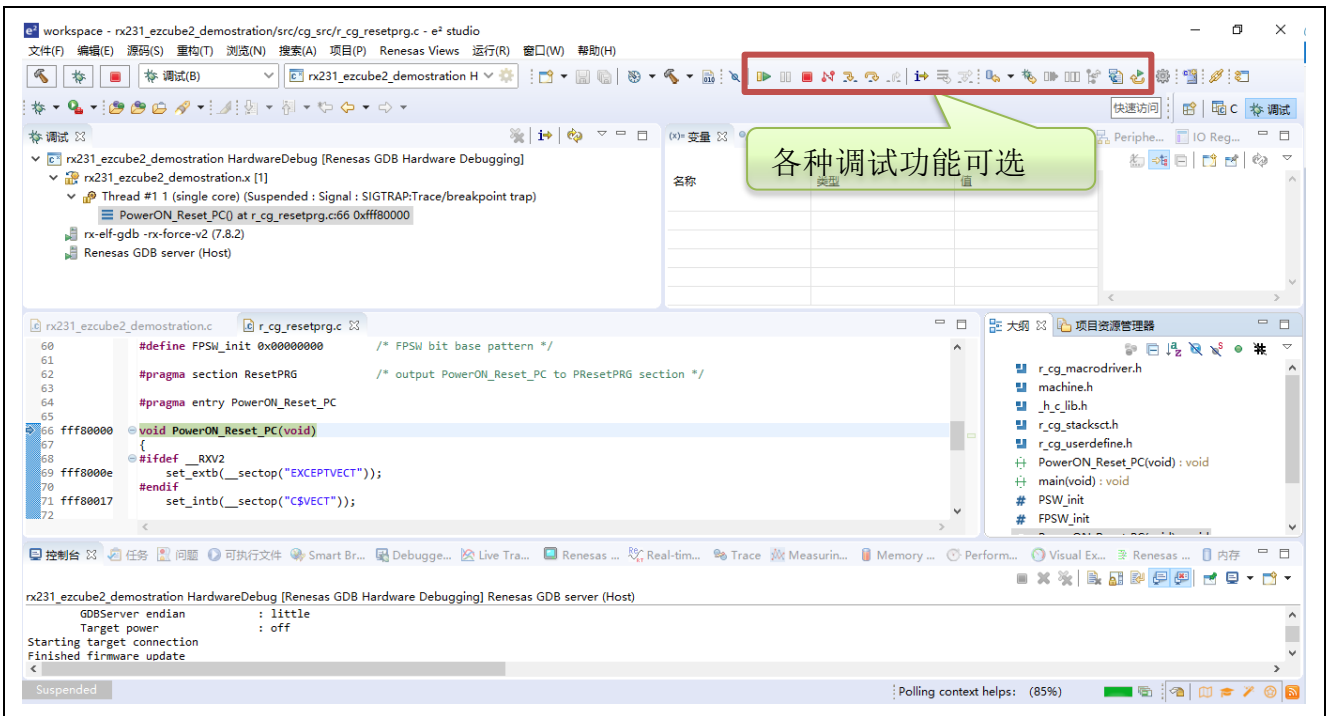 workspace - rx231_ezcube2_demostration/src/cg_src/r_cg_resetprg.c - e² studio
文件(F) 编辑(E) 源码(S) 重构(T) 浏览(N) 搜索(A) 项目(P) Renesas Views 运行(R) 窗口(W) 帮助(H)
调试(B) rx231_ezcube2_demostration H
快速访问 C 调试
调试 变量 Periphe... IO Reg...
各种调试功能可选
rx231_ezcube2_demostration HardwareDebug [Renesas GDB Hardware Debugging]
rx231_ezcube2_demostration.x [1]
Thread #1 1 (single core) (Suspended : Signal : SIGTRAP:Trace/breakpoint trap)
PowerON_Reset_PC() at r_cg_resetprg.c:66 0xfff80000
rx-elf-gdb -rx-force-v2 (7.8.2)
Renesas GDB server (Host)
名称 类型 值
rx231_ezcube2_demostration.c r_cg_resetprg.c
60 #define FPSW_init 0x00000000 /* FPSW bit base pattern */
61
62 #pragma section ResetPRG /* output PowerON_Reset_PC to PResetPRG section */
63
64 #pragma entry PowerON_Reset_PC
65
66 fff80000 void PowerON_Reset_PC(void)
67 {
68 #ifdef __RXV2
69 fff8000e set_extb(__sectop("EXCEPTVECT"));
70 #endif
71 fff80017 set_intb(__sectop("C$VECT"));
72
大纲 项目资源管理器
r_cg_macrodriver.h
machine.h
_h_c_lib.h
r_cg_stacksct.h
r_cg_userdefine.h
PowerON_Reset_PC(void) : void
main(void) : void
PSW_init
FPSW_init
控制台 任务 问题 可执行文件 Smart Br... Debugge... Live Tra... Renesas ... Real-tim... Trace Measurin... Memory ... Perform... Visual Ex... Renesas ... 内存
rx231_ezcube2_demostration HardwareDebug [Renesas GDB Hardware Debugging] Renesas GDB server (Host)
GDBServer endian : little
Target power : off
Starting target connection
Finished firmware update
Suspended Polling context helps: (85%)